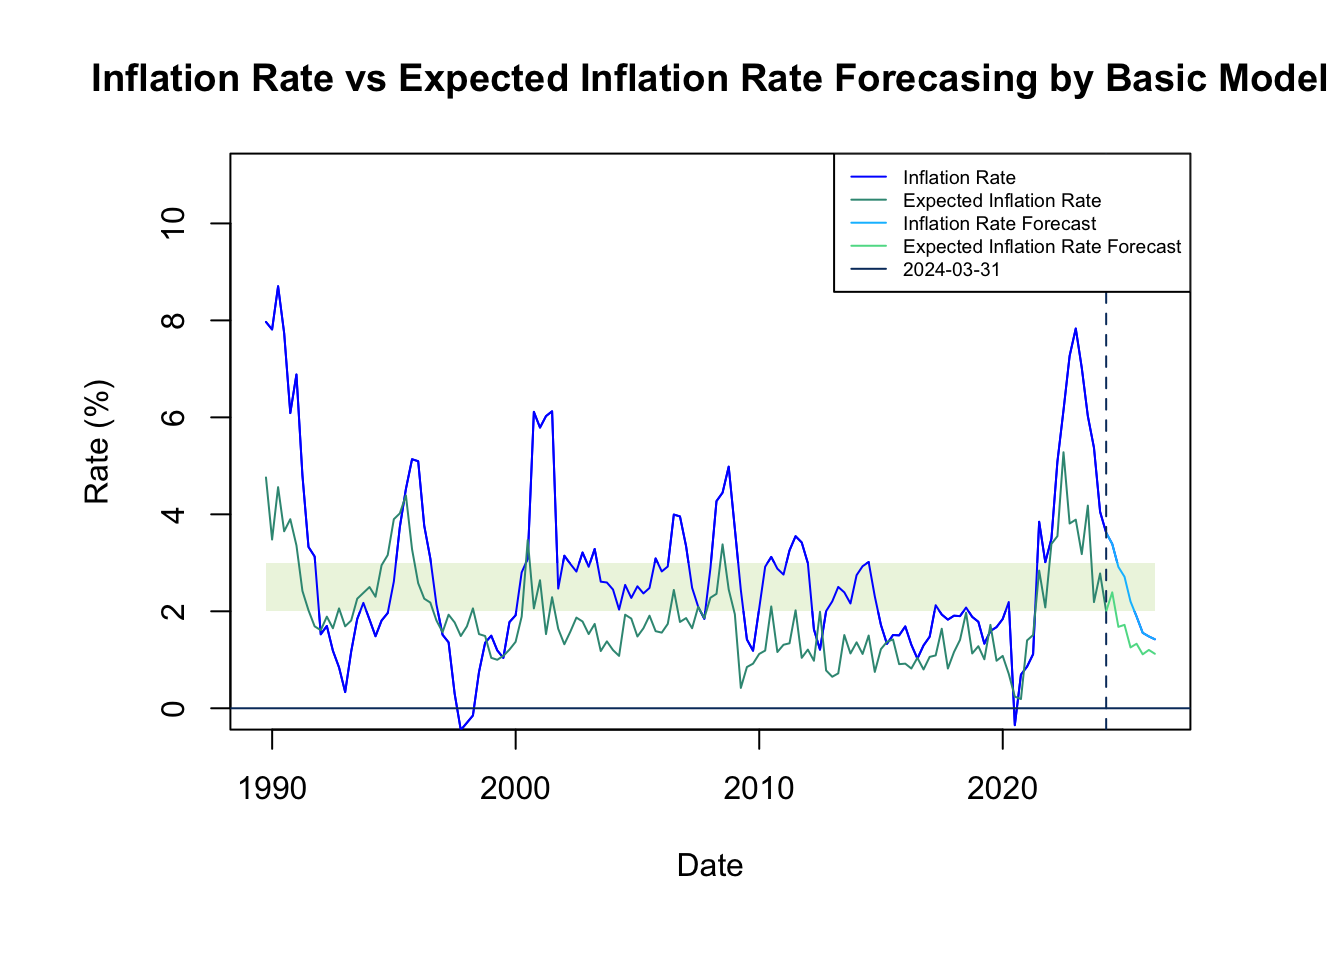 Inflation Rate vs Expected Inflation Rate Forecasing by Basic Model
Inflation Rate
Expected Inflation Rate
Inflation Rate Forecast
Expected Inflation Rate Forecast
2024-03-31
Rate (%)
10
8
6
4
2
0
1990 2000 2010 2020
Date